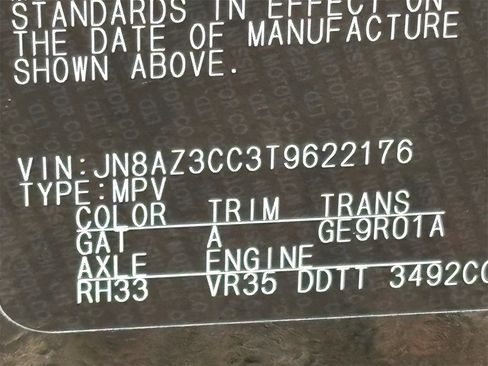 STANDARDS IN EFFECT ON
THE DATE OF MANUFACTURE
SHOWN ABOVE.
VIN:JN8AZ3CC3T9622176
TYPE:MPV
COLOR TRIM TRANS
GAT A GE9R01A
AXLE ENGINE
RH33 VR35 DDTT 3492CC